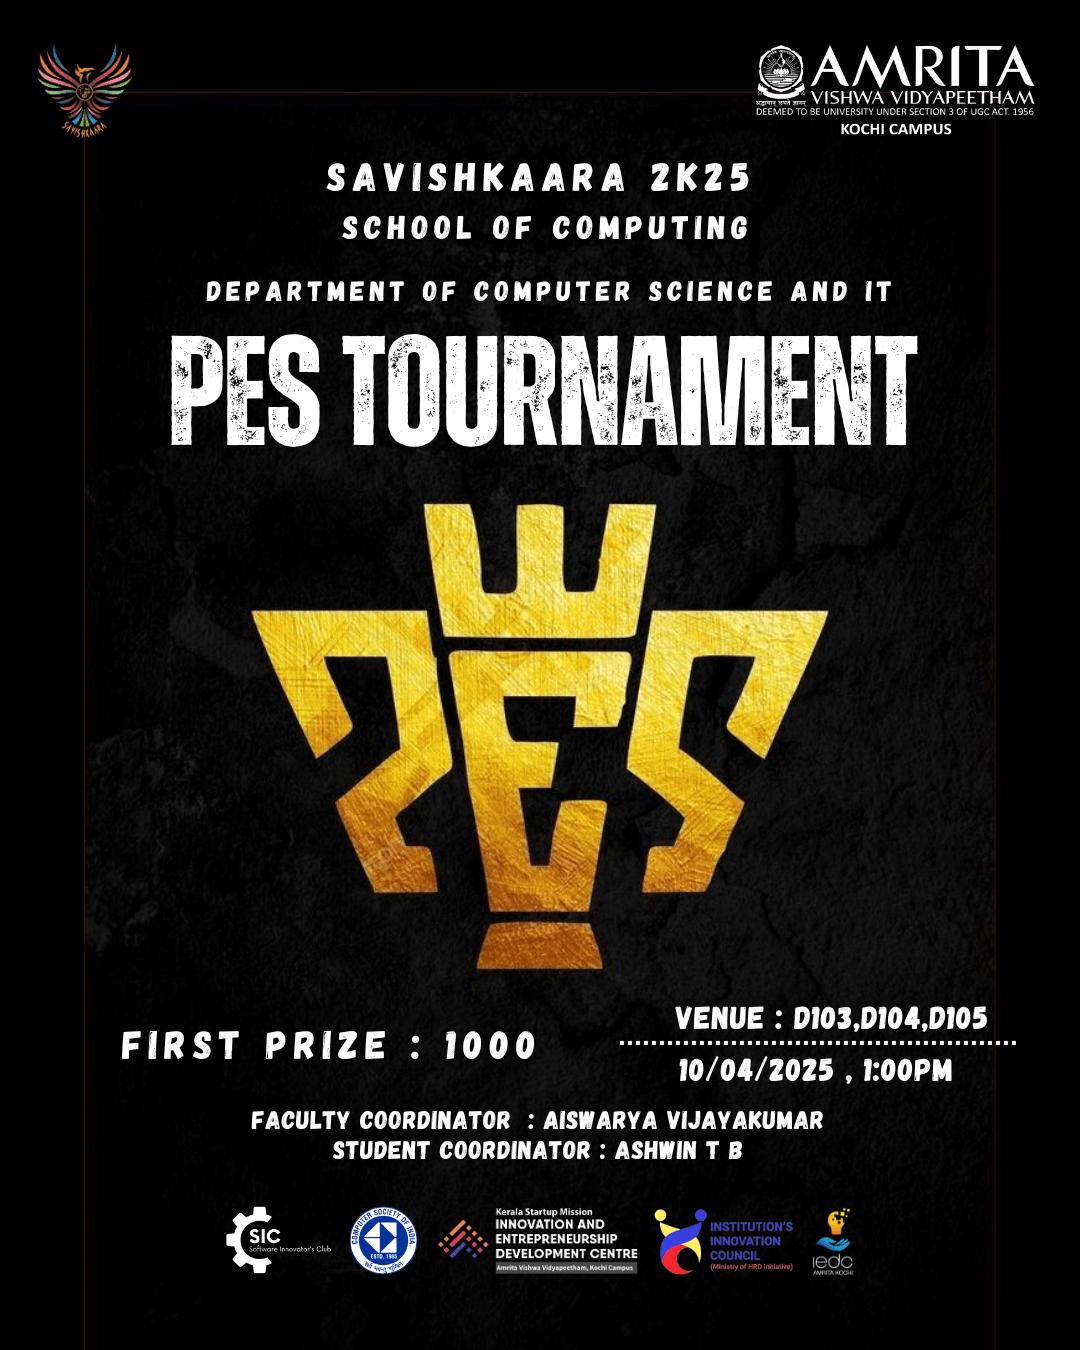 SAVISHKAARA
AMRITA
VISHWA VIDYAPEETHAM
DEEMED TO BE UNIVERSITY UNDER SECTION 3 OF UGC ACT. 1956
KOCHI CAMPUS
SAVISHKAARA 2K25
SCHOOL OF COMPUTING
DEPARTMENT OF COMPUTER SCIENCE AND IT
PES TOURNAMENT
PES
FIRST PRIZE : 1000
VENUE : D103,D104,D105
10/04/2025 , 1:00PM
FACULTY COORDINATOR : AISWARYA VIJAYAKUMAR
STUDENT COORDINATOR : ASHWIN T B
SIC
Software Innovator's Club
COMPUTER SOCIETY OF INDIA
ESTD. 1965
Kerala Startup Mission
INNOVATION AND
ENTREPRENEURSHIP
DEVELOPMENT CENTRE
Amrita Vishwa Vidyapeetham, Kochi Campus
INSTITUTION'S
INNOVATION
COUNCIL
(Ministry of HRD Initiative)
iedc
AMRITA KOCHI